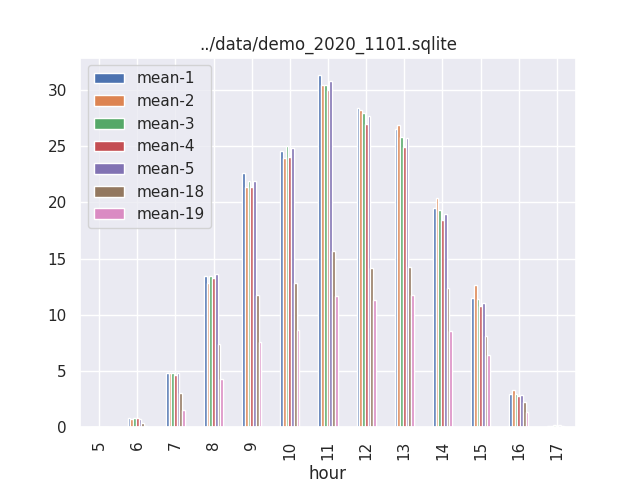 ../data/demo_2020_1101.sqlite
mean-1
mean-2
mean-3
mean-4
mean-5
mean-18
mean-19
30
25
20
15
10
5
0
5 6 7 8 9 10 11 12 13 14 15 16 17
hour